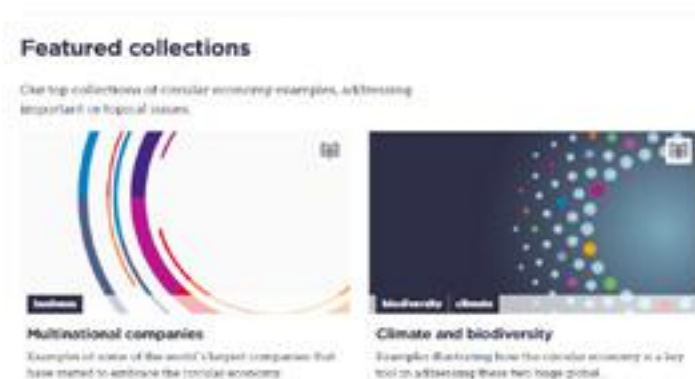 Featured collections
Our top collections of circular economy examples, addressing
important or topical issues.
business
Multinational companies
Examples of some of the world's largest companies that
have started to embrace the circular economy
biodiversity climate
Climate and biodiversity
Examples illustrating how the circular economy is a key
tool in addressing these two huge global...